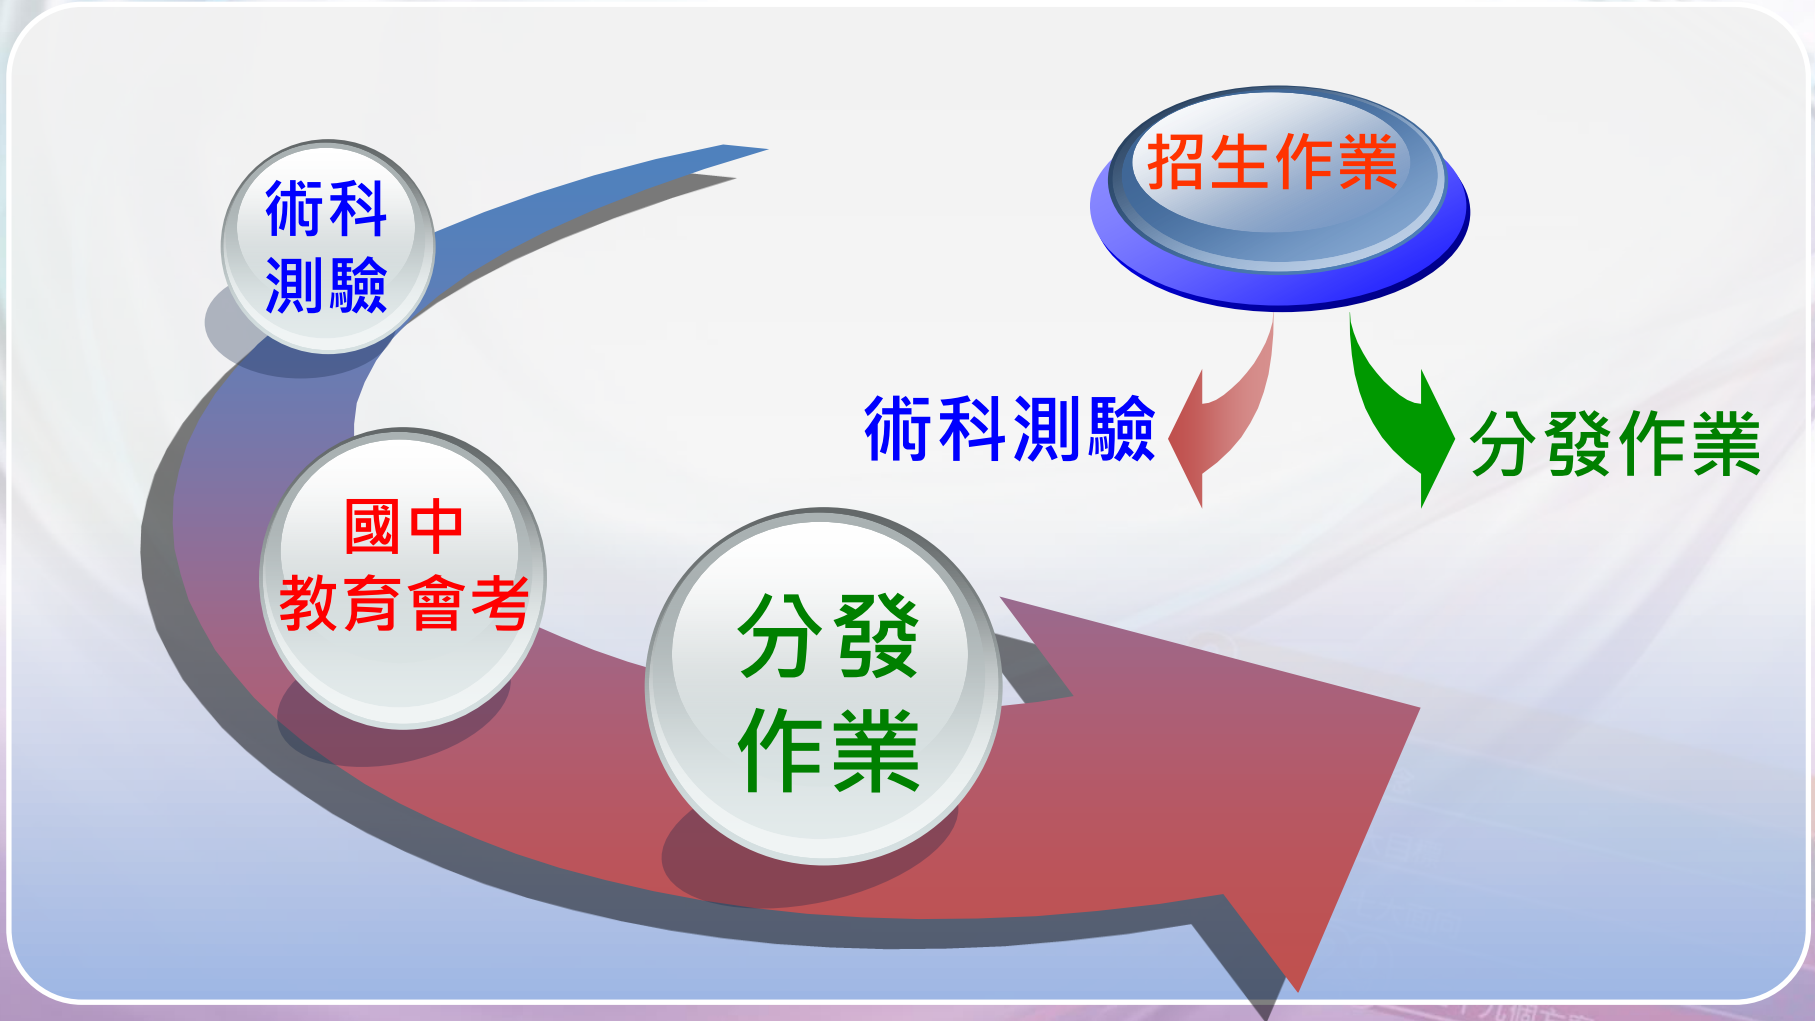 招生作業
術科
測驗
術科測驗
分發作業
國中
教育會考
分發
作業